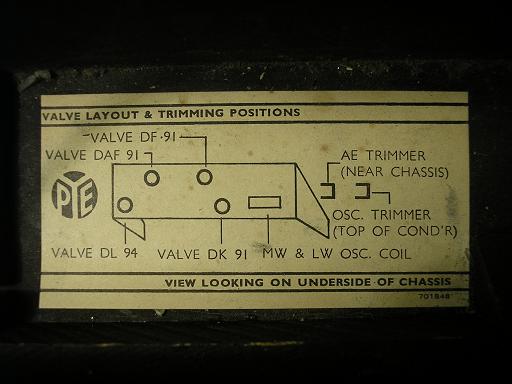 VALVE LAYOUT & TRIMMING POSITIONS
VALVE DF·91
VALVE DAF 91
AE TRIMMER
(NEAR CHASSIS)
PYE
OSC. TRIMMER
(TOP OF COND'R)
VALVE DL 94
VALVE DK 91
MW & LW OSC. COIL
VIEW LOOKING ON UNDERSIDE OF CHASSIS
701848